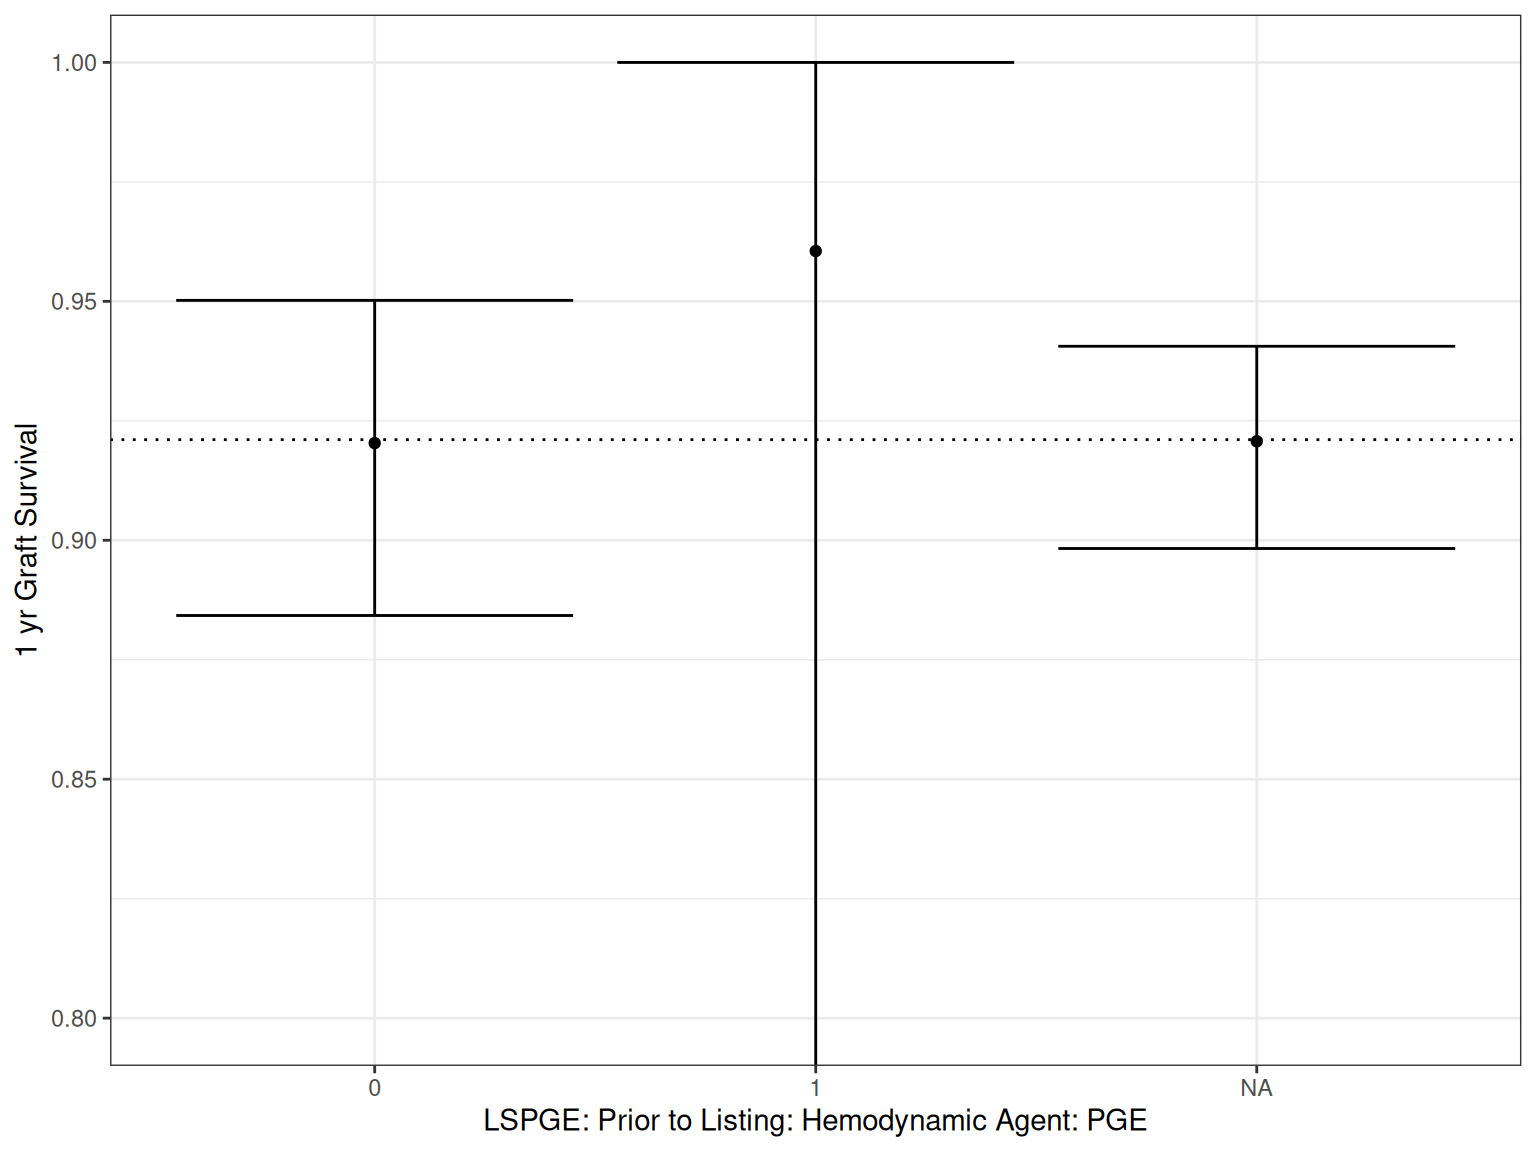 1.00
0.95
0.90
0.85
0.80
1 yr Graft Survival
0
1
NA
LSPGE: Prior to Listing: Hemodynamic Agent: PGE